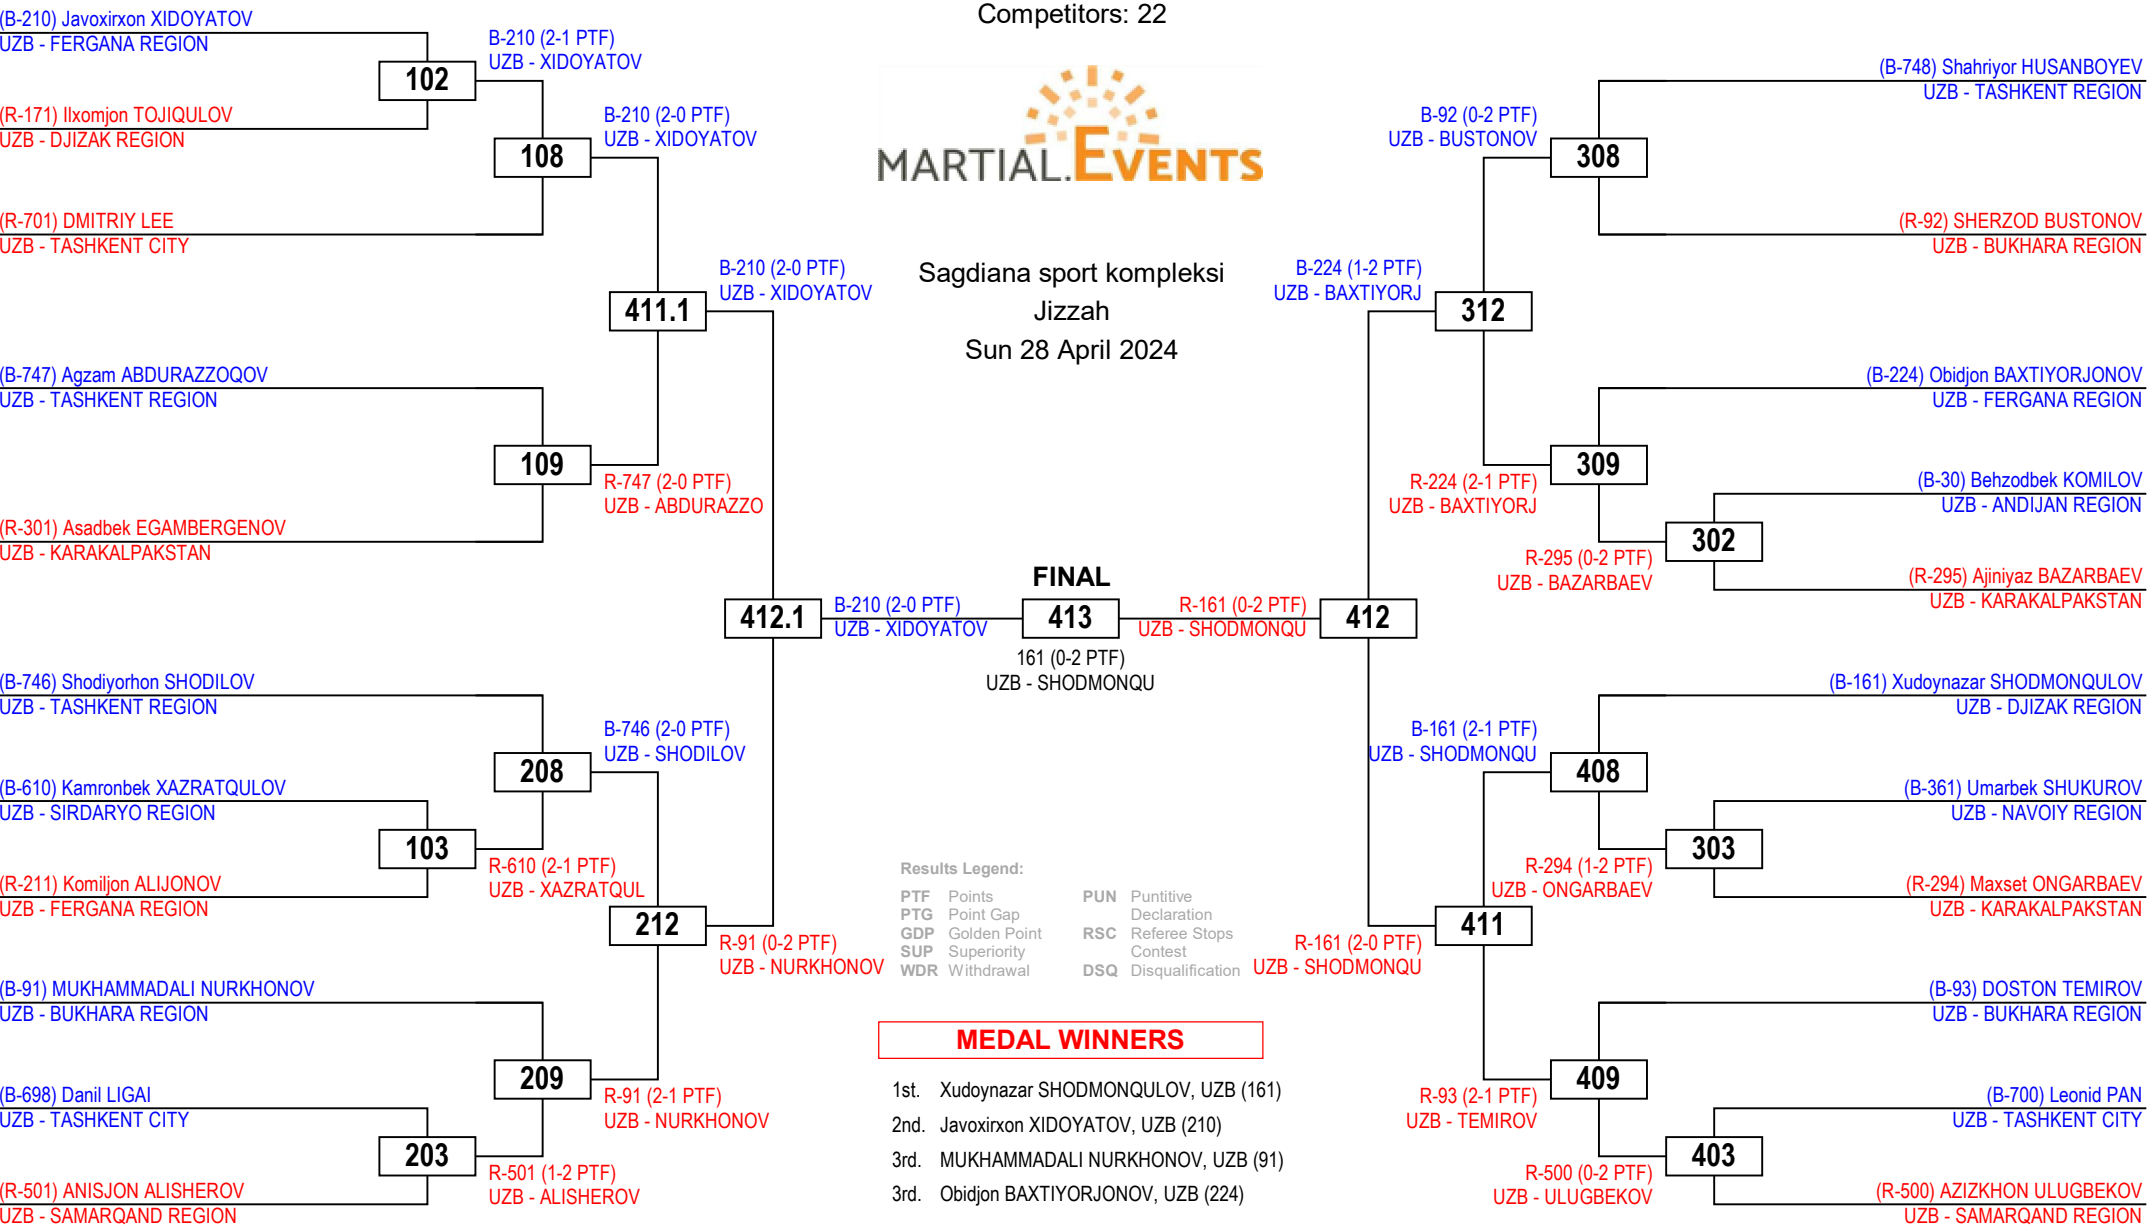 Competitors: 22
MARTIAL.EVENTS
Sagdiana sport kompleksi
Jizzah
Sun 28 April 2024
(B-210) Javoxirxon XIDOYATOV
UZB - FERGANA REGION
B-210 (2-1 PTF)
UZB - XIDOYATOV
102
(R-171) Ilxomjon TOJIQULOV
UZB - DJIZAK REGION
B-210 (2-0 PTF)
UZB - XIDOYATOV
108
(R-701) DMITRIY LEE
UZB - TASHKENT CITY
B-210 (2-0 PTF)
UZB - XIDOYATOV
411.1
(B-747) Agzam ABDURAZZOQOV
UZB - TASHKENT REGION
109
R-747 (2-0 PTF)
UZB - ABDURAZZO
(R-301) Asadbek EGAMBERGENOV
UZB - KARAKALPAKSTAN
412.1
B-210 (2-0 PTF)
UZB - XIDOYATOV
(B-746) Shodiyorhon SHODILOV
UZB - TASHKENT REGION
B-746 (2-0 PTF)
UZB - SHODILOV
208
(B-610) Kamronbek XAZRATQULOV
UZB - SIRDARYO REGION
103
R-610 (2-1 PTF)
UZB - XAZRATQUL
(R-211) Komiljon ALIJONOV
UZB - FERGANA REGION
212
R-91 (0-2 PTF)
UZB - NURKHONOV
(B-91) MUKHAMMADALI NURKHONOV
UZB - BUKHARA REGION
209
R-91 (2-1 PTF)
UZB - NURKHONOV
(B-698) Danil LIGAI
UZB - TASHKENT CITY
203
R-501 (1-2 PTF)
UZB - ALISHEROV
(R-501) ANISJON ALISHEROV
UZB - SAMARQAND REGION
FINAL
413
161 (0-2 PTF)
UZB - SHODMONQU
(B-748) Shahriyor HUSANBOYEV
UZB - TASHKENT REGION
B-92 (0-2 PTF)
UZB - BUSTONOV
308
(R-92) SHERZOD BUSTONOV
UZB - BUKHARA REGION
B-224 (1-2 PTF)
UZB - BAXTIYORJ
312
(B-224) Obidjon BAXTIYORJONOV
UZB - FERGANA REGION
309
R-224 (2-1 PTF)
UZB - BAXTIYORJ
(B-30) Behzodbek KOMILOV
UZB - ANDIJAN REGION
302
R-295 (0-2 PTF)
UZB - BAZARBAEV
(R-295) Ajiniyaz BAZARBAEV
UZB - KARAKALPAKSTAN
R-161 (0-2 PTF)
UZB - SHODMONQU
412
(B-161) Xudoynazar SHODMONQULOV
UZB - DJIZAK REGION
B-161 (2-1 PTF)
UZB - SHODMONQU
408
(B-361) Umarbek SHUKUROV
UZB - NAVOIY REGION
303
R-294 (1-2 PTF)
UZB - ONGARBAEV
(R-294) Maxset ONGARBAEV
UZB - KARAKALPAKSTAN
411
R-161 (2-0 PTF)
UZB - SHODMONQU
(B-93) DOSTON TEMIROV
UZB - BUKHARA REGION
409
R-93 (2-1 PTF)
UZB - TEMIROV
(B-700) Leonid PAN
UZB - TASHKENT CITY
403
R-500 (0-2 PTF)
UZB - ULUGBEKOV
(R-500) AZIZKHON ULUGBEKOV
UZB - SAMARQAND REGION
Results Legend:
PTF Points PUN Puntitive
PTG Point Gap Declaration
GDP Golden Point RSC Referee Stops
SUP Superiority Contest
WDR Withdrawal DSQ Disqualification
MEDAL WINNERS
1st. Xudoynazar SHODMONQULOV, UZB (161)
2nd. Javoxirxon XIDOYATOV, UZB (210)
3rd. MUKHAMMADALI NURKHONOV, UZB (91)
3rd. Obidjon BAXTIYORJONOV, UZB (224)